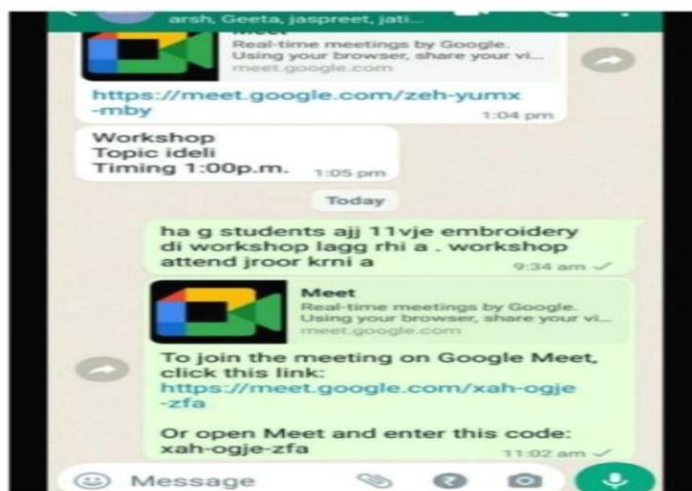 arsh, Geeta, jaspreet, jati...
Meet
Real-time meetings by Google.
Using your browser, share your vi...
meet.google.com
https://meet.google.com/zeh-yumx
-mby
1:04 pm
Workshop
Topic ideli
Timing 1:00p.m.
1:05 pm
Today
ha g students ajj 11vje embroidery
di workshop lagg rhi a . workshop
attend jroor krni a
9:34 am
Meet
Real-time meetings by Google.
Using your browser, share your vi...
meet.google.com
To join the meeting on Google Meet,
click this link:
https://meet.google.com/xah-ogje
-zfa
Or open Meet and enter this code:
xah-ogje-zfa
11:02 am
Message